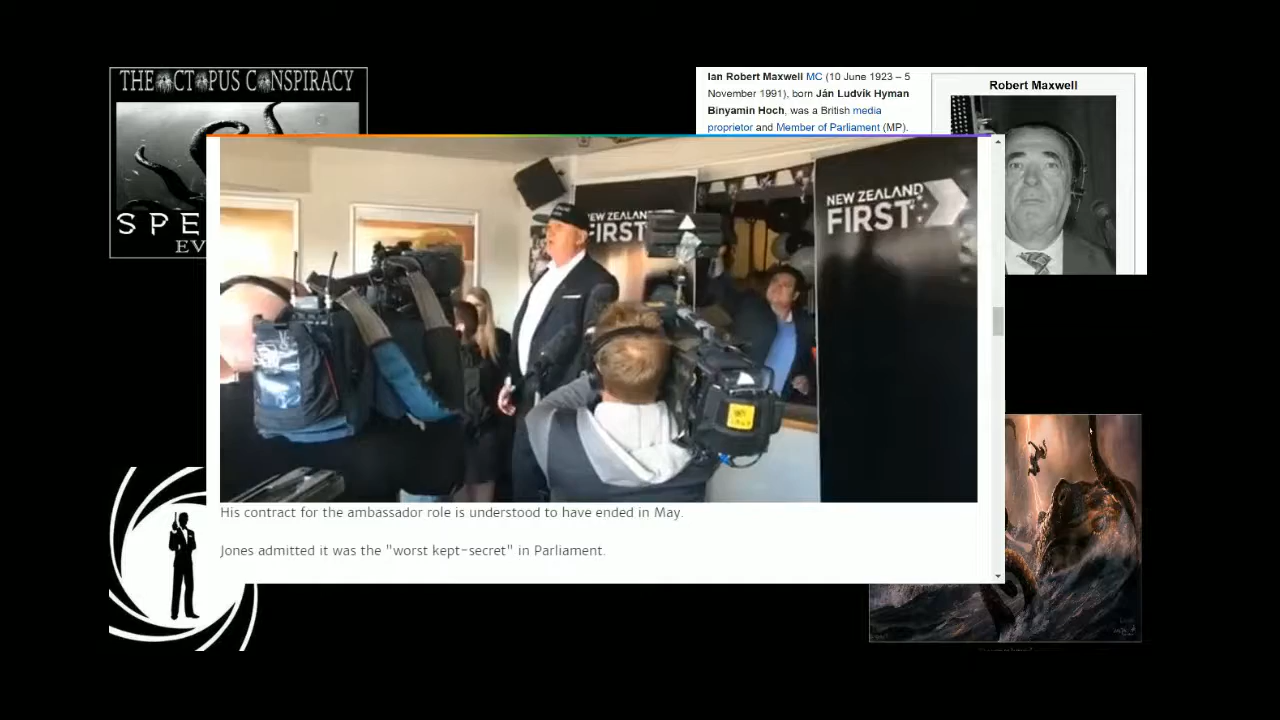 THE OCTOPUS CONSPIRACY
SPE
EV
Ian Robert Maxwell MC (10 June 1923 – 5
November 1991), born Ján Ludvík Hyman
Binyamin Hoch, was a British media
proprietor and Member of Parliament (MP).
Robert Maxwell
NEW ZEALAND
FIRST
NEW ZEALAND
FIRST
His contract for the ambassador role is understood to have ended in May.
Jones admitted it was the "worst kept-secret" in Parliament.